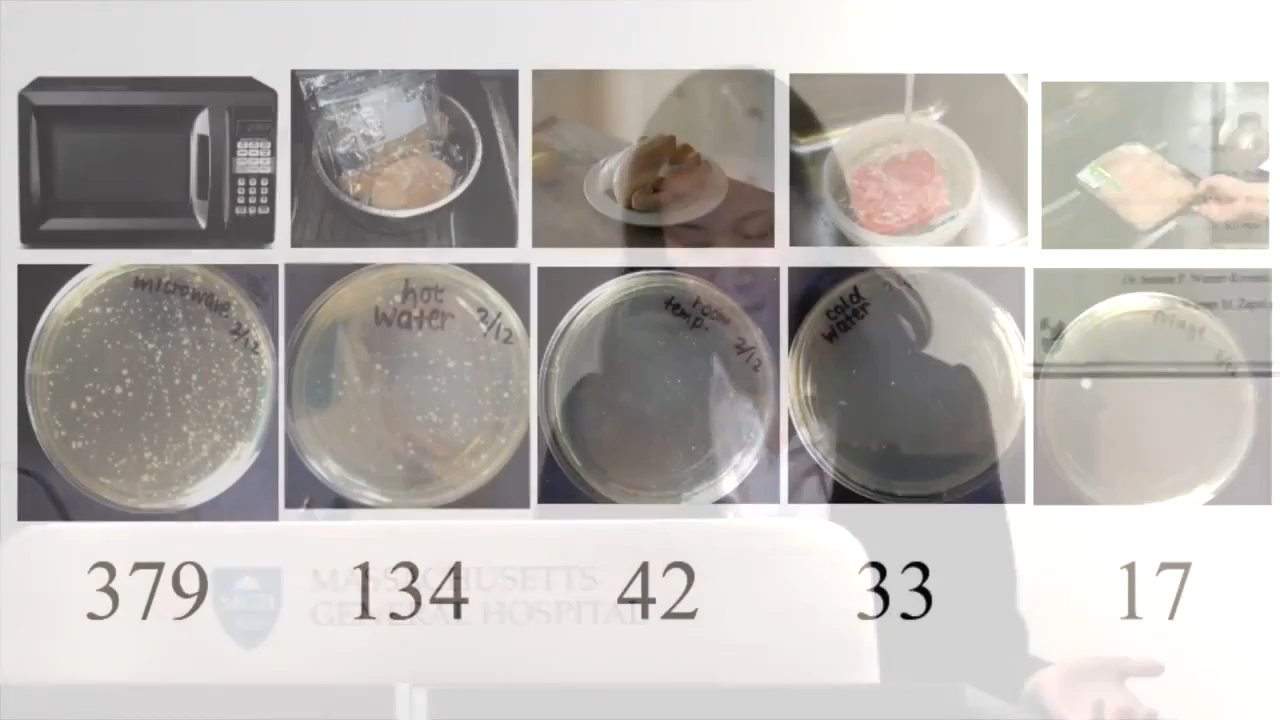 microwave
2/12
hot
water
2/12
room
temp.
2/12
cold
water
379
134
42
33
17
MASSACHUSETTS
GENERAL HOSPITAL